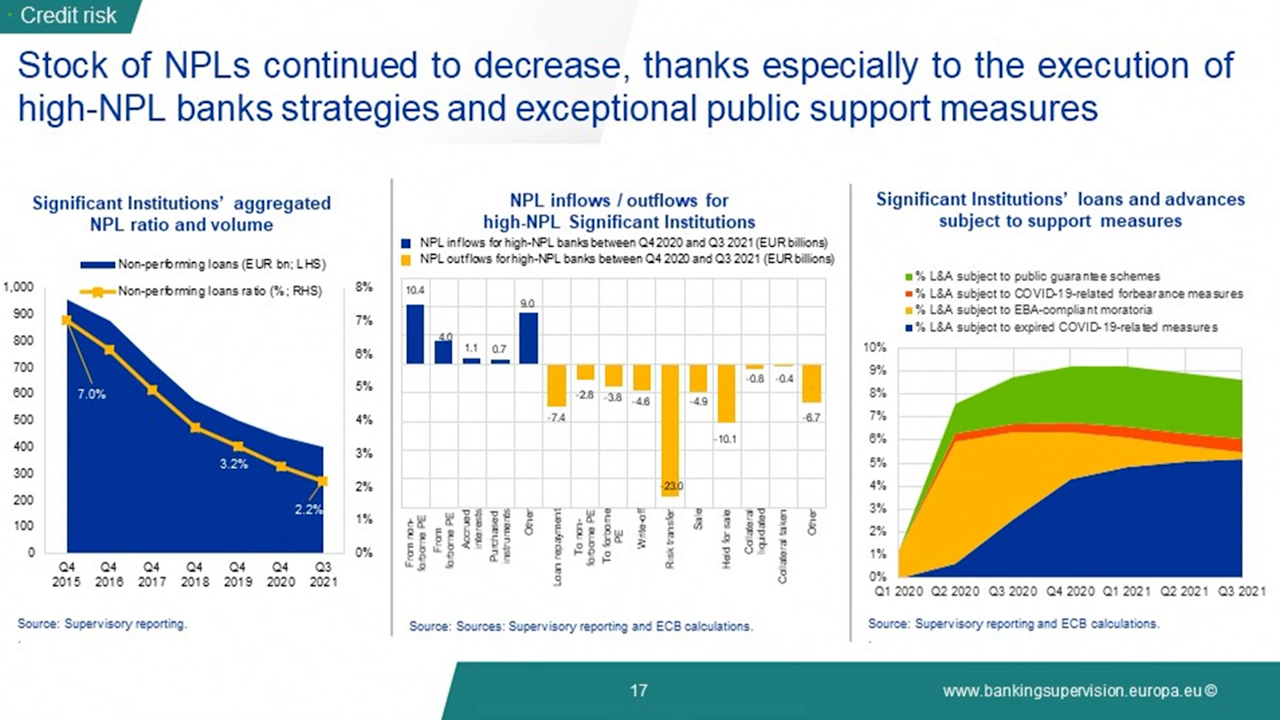 · Credit risk
Stock of NPLs continued to decrease, thanks especially to the execution of
high-NPL banks strategies and exceptional public support measures
Significant Institutions' aggregated
NPL ratio and volume
Non-performing loans (EUR bn; LHS)
Non-performing loans ratio (%; RHS)
1,000
900
800
700
600
500
400
300
200
100
0
8%
7%
6%
5%
4%
3%
2%
1%
0%
7.0%
3.2%
2.2%
Q4 2015
Q4 2016
Q4 2017
Q4 2018
Q4 2019
Q4 2020
Q3 2021
Source: Supervisory reporting.
.
NPL inflows / outflows for
high-NPL Significant Institutions
NPL inflows for high-NPL banks between Q4 2020 and Q3 2021 (EUR billions)
NPL outflows for high-NPL banks between Q4 2020 and Q3 2021 (EUR billions)
10.4
4.0
1.1
0.7
9.0
-7.4
-2.8
-3.8
-4.6
-23.0
-4.9
-10.1
-0.8
-0.4
-6.7
From non-
forborne PE
From
forborne PE
Accrued
interests
Purchased
instruments
Other
Loan repayment
To non-
forborne PE
To forborne
PE
Write-off
Risk transfer
Sale
Held for sale
Collateral
liquidated
Collateral taken
Other
Source: Sources: Supervisory reporting and ECB calculations.
Significant Institutions' loans and advances
subject to support measures
% L&A subject to public guarantee schemes
% L&A subject to COVID-19-related forbearance measures
% L&A subject to EBA-compliant moratoria
% L&A subject to expired COVID-19-related measures
10%
9%
8%
7%
6%
5%
4%
3%
2%
1%
0%
Q1 2020 Q2 2020 Q3 2020 Q4 2020 Q1 2021 Q2 2021 Q3 2021
Source: Supervisory reporting and ECB calculations.
.
17
www.bankingsupervision.europa.eu ©